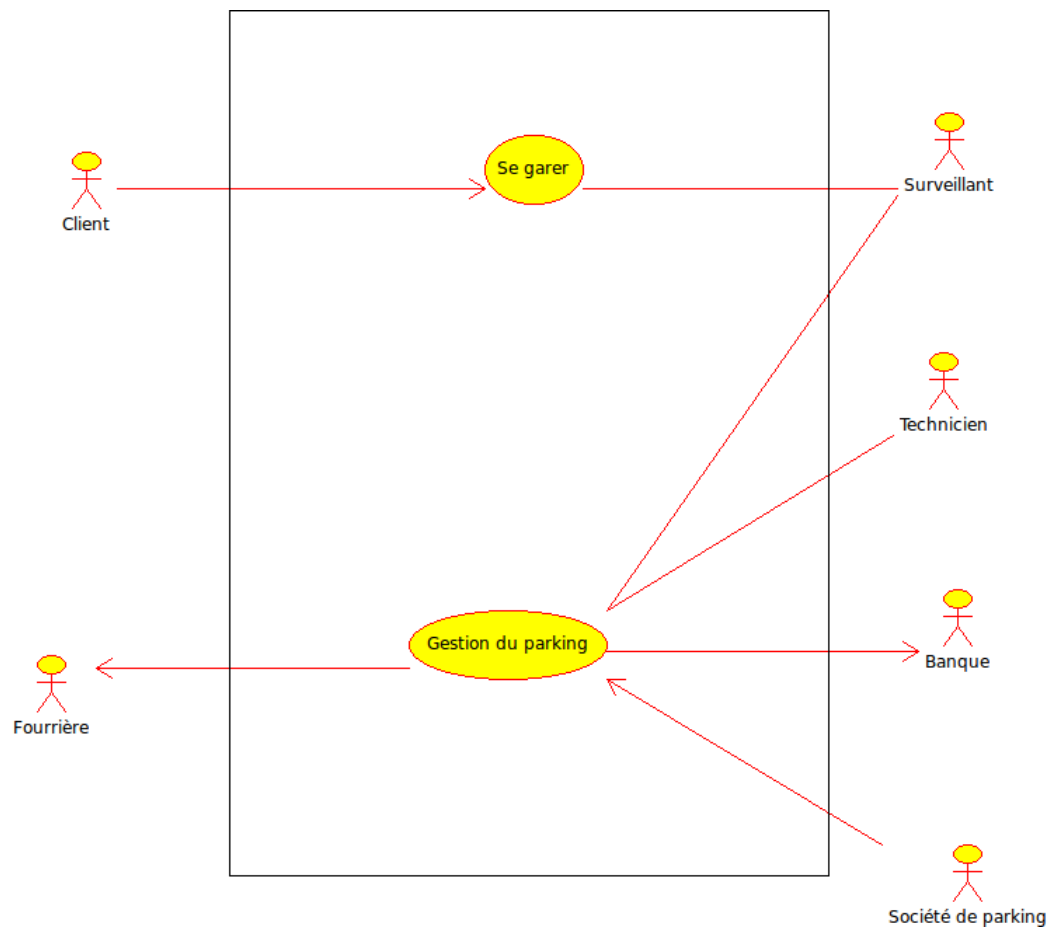 Se garer
Client
Surveillant
Technicien
Gestion du parking
Banque
Fourrière
Société de parking